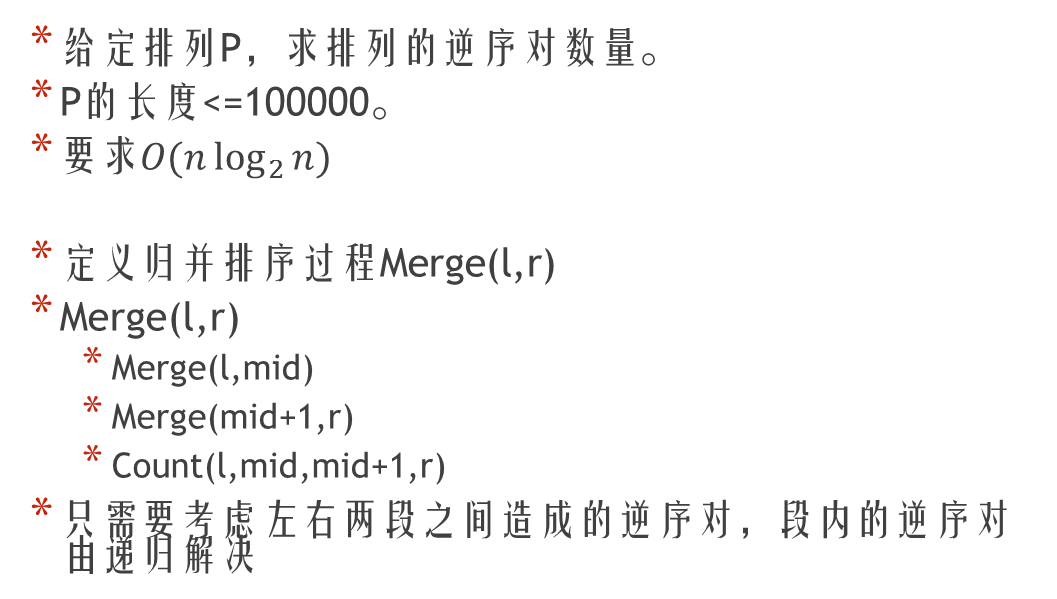 * 给定排列P，求排列的逆序对数量。
* P的长度<=100000。
* 要求O(n log₂ n)
* 定义归并排序过程Merge(l,r)
* Merge(l,r)
* Merge(l,mid)
* Merge(mid+1,r)
* Count(l,mid,mid+1,r)
* 只需要考虑左右两段之间造成的逆序对，段内的逆序对
由递归解决